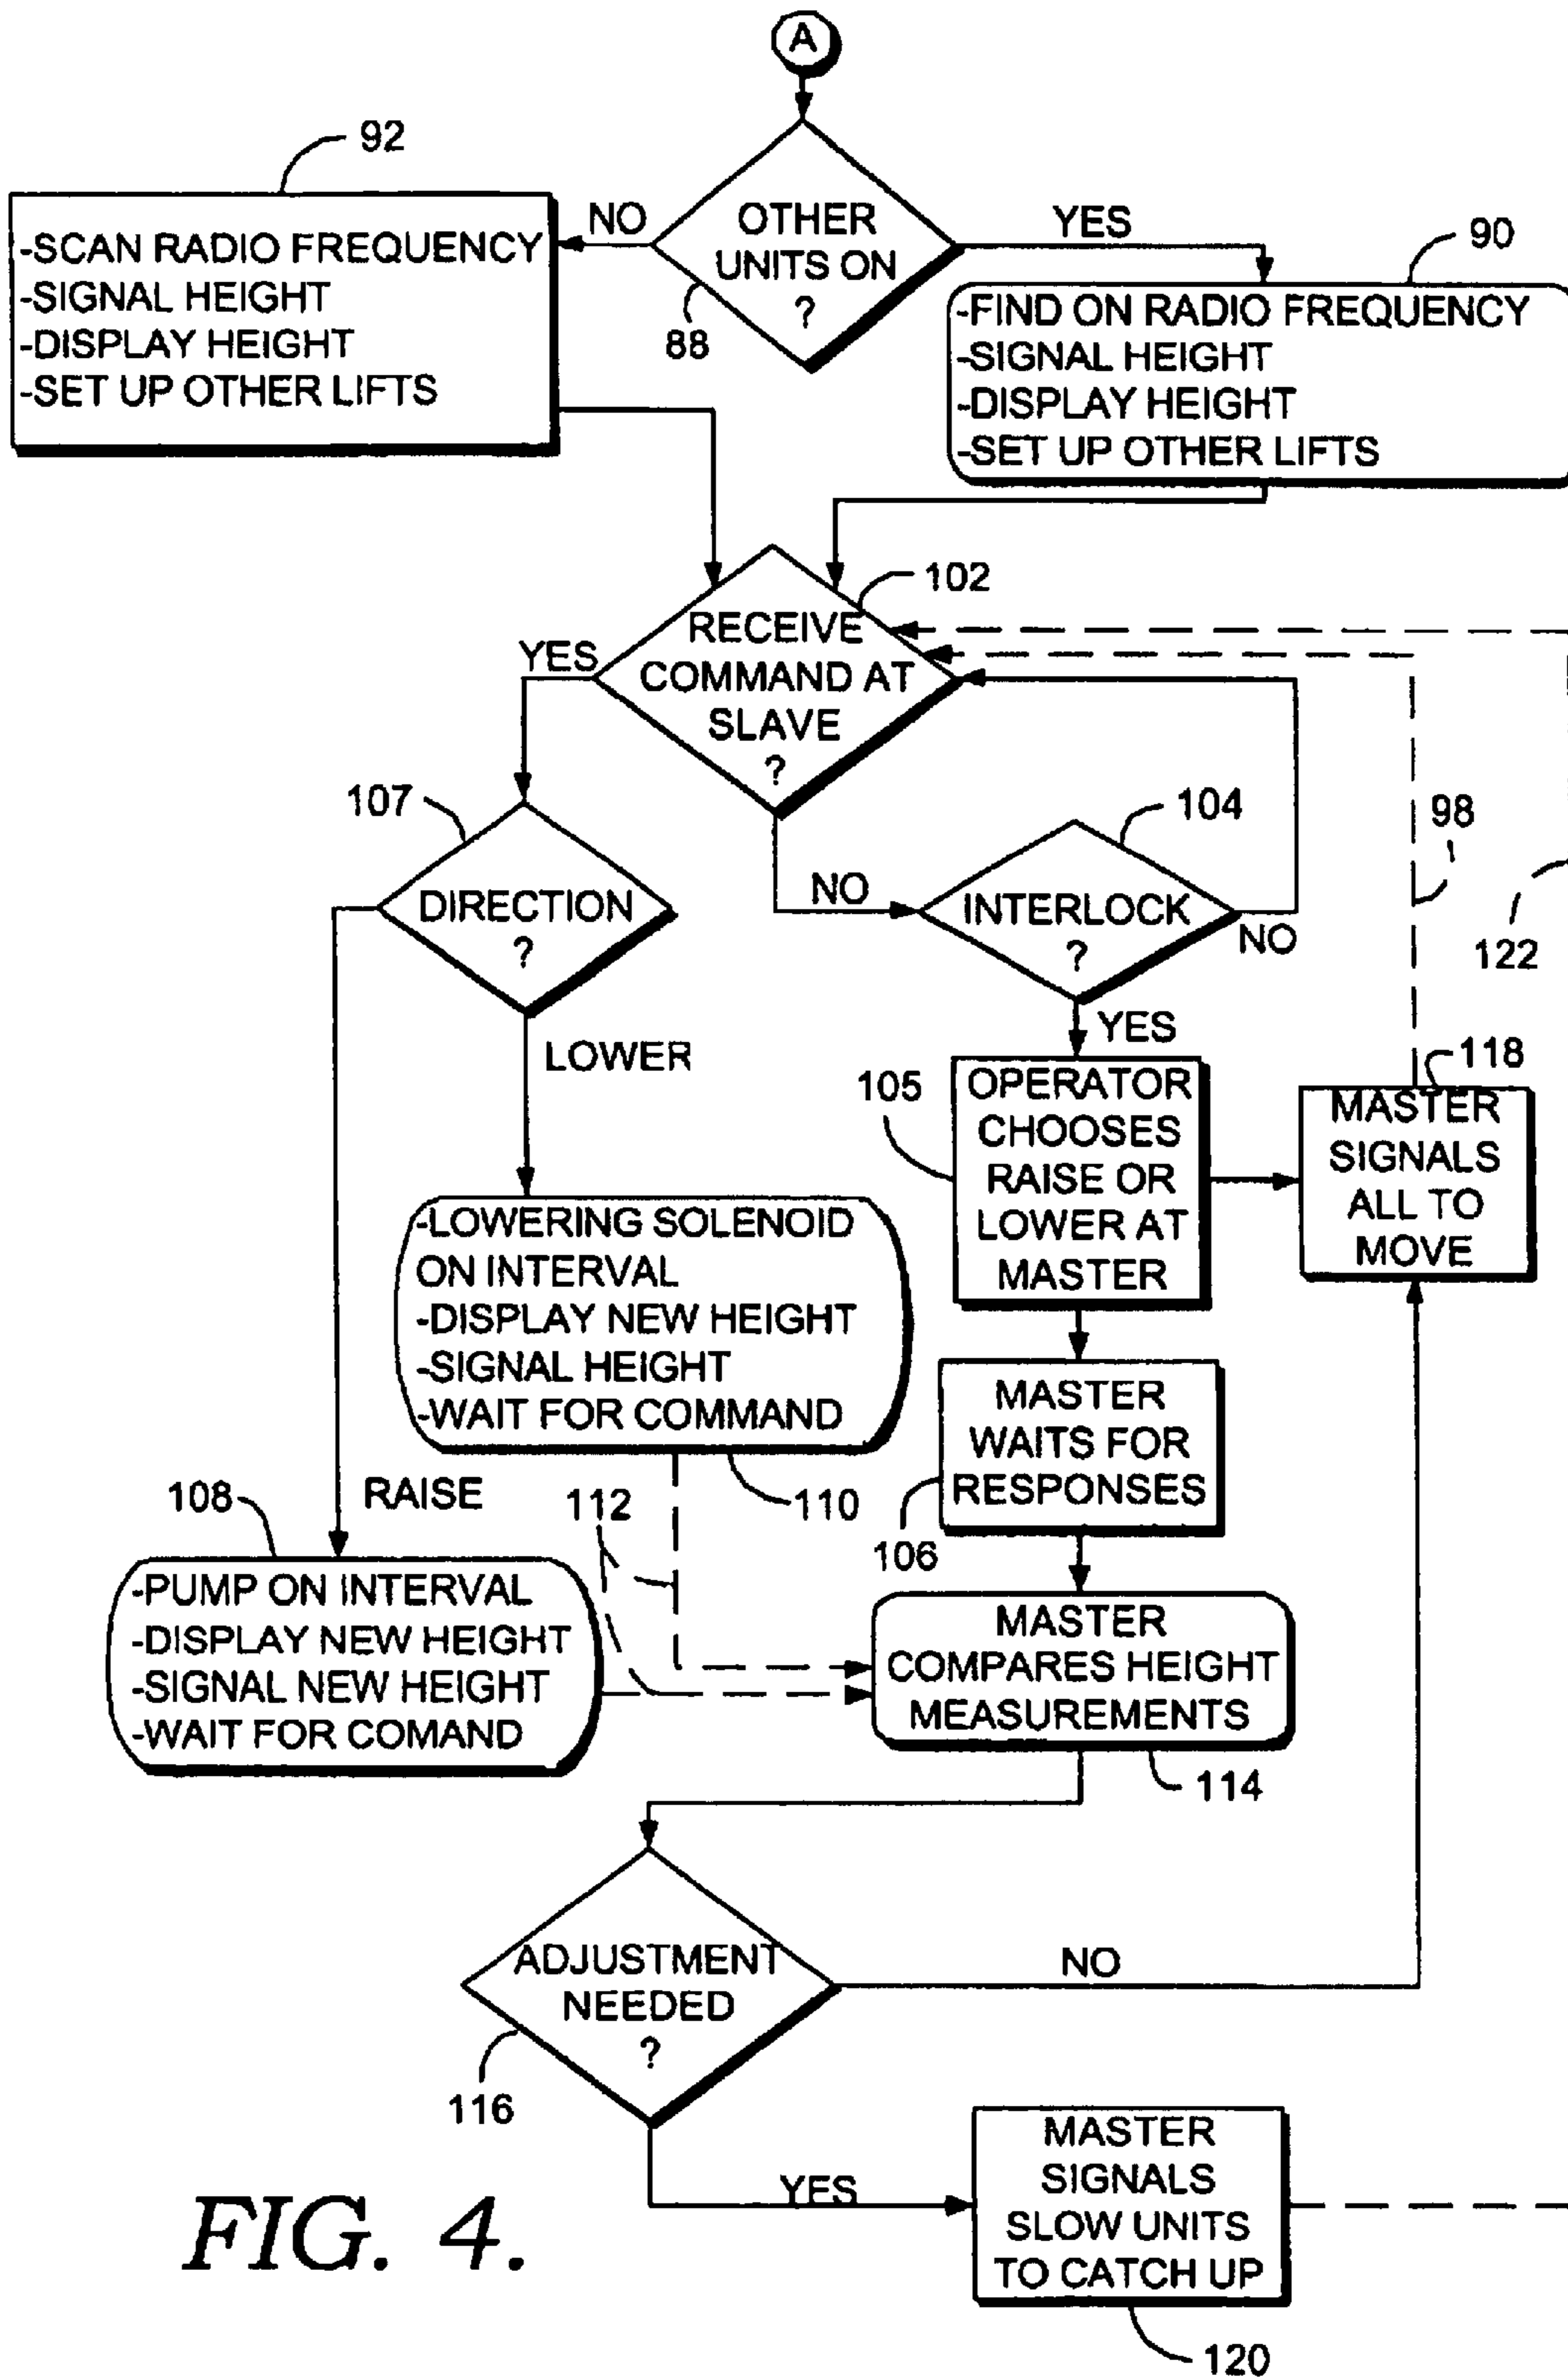 A
92
OTHER
UNITS ON
?
88
NO
YES
90
-SCAN RADIO FREQUENCY
-SIGNAL HEIGHT
-DISPLAY HEIGHT
-SET UP OTHER LIFTS
-FIND ON RADIO FREQUENCY
-SIGNAL HEIGHT
-DISPLAY HEIGHT
-SET UP OTHER LIFTS
102
RECEIVE
COMMAND AT
SLAVE
?
YES
NO
107
DIRECTION
?
104
INTERLOCK
?
NO
98
122
YES
LOWER
105
OPERATOR
CHOOSES
RAISE OR
LOWER AT
MASTER
118
MASTER
SIGNALS
ALL TO
MOVE
-LOWERING SOLENOID
ON INTERVAL
-DISPLAY NEW HEIGHT
-SIGNAL HEIGHT
-WAIT FOR COMMAND
110
MASTER
WAITS FOR
RESPONSES
106
RAISE
108
112
-PUMP ON INTERVAL
-DISPLAY NEW HEIGHT
-SIGNAL NEW HEIGHT
-WAIT FOR COMAND
MASTER
COMPARES HEIGHT
MEASUREMENTS
114
ADJUSTMENT
NEEDED
?
116
NO
YES
MASTER
SIGNALS
SLOW UNITS
TO CATCH UP
120
FIG. 4.